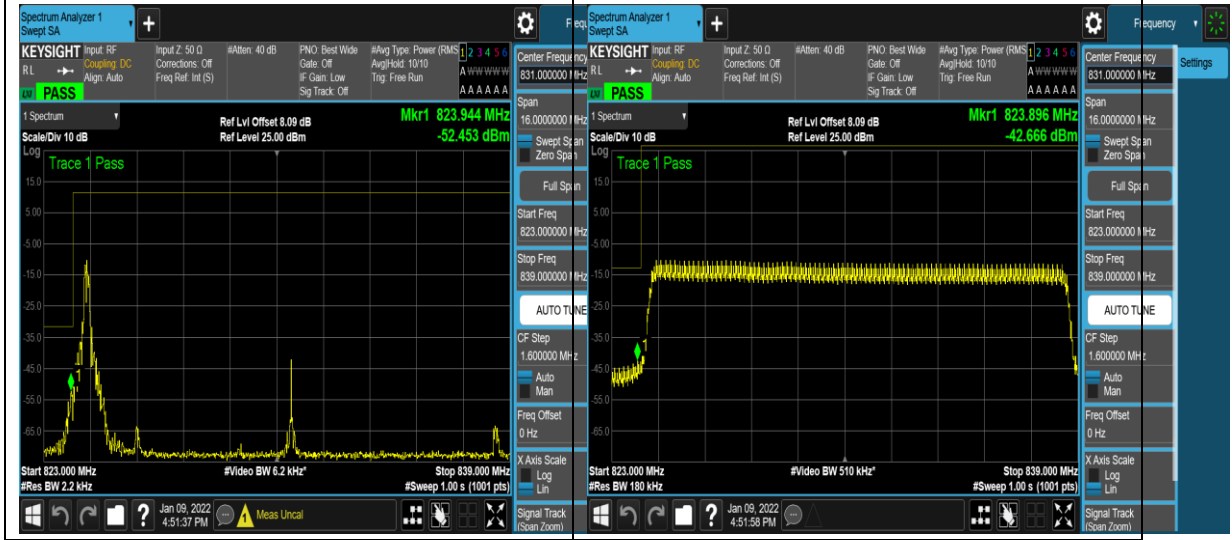 Spectrum Analyzer 1
Swept SA
Frequ
KEYSIGHT
RL
Input: RF
Coupling: DC
Align: Auto
Input Z: 50 Ω
Corrections: Off
Freq Ref: Int (S)
#Atten: 40 dB
PNO: Best Wide
Gate: Off
IF Gain: Low
Sig Track: Off
#Avg Type: Power (RMS
Avg|Hold: 10/10
Trig: Free Run
1 2 3 4 5 6
A W W W W W
A A A A A A
PASS
1 Spectrum
Scale/Div 10 dB
Log
Ref Lvl Offset 8.09 dB
Ref Level 25.00 dBm
Mkr1 823.944 MHz
-52.453 dBm
Trace 1 Pass
15.0
5.00
-5.00
-15.0
-25.0
-35.0
-45.0
-55.0
-65.0
1
Start 823.000 MHz
#Res BW 2.2 kHz
#Video BW 6.2 kHz*
Stop 839.000 MHz
#Sweep 1.00 s (1001 pts)
Jan 09, 2022
4:51:37 PM
Meas Uncal
Center Frequency
831.000000 MHz
Span
16.0000000 MHz
Swept Span
Zero Span
Full Span
Start Freq
823.000000 MHz
Stop Freq
839.000000 MHz
AUTO TUNE
CF Step
1.600000 MHz
Auto
Man
Freq Offset
0 Hz
X Axis Scale
Log
Lin
Signal Track
(Span Zoom)
Spectrum Analyzer 1
Swept SA
Frequency
KEYSIGHT
RL
Input: RF
Coupling: DC
Align: Auto
Input Z: 50 Ω
Corrections: Off
Freq Ref: Int (S)
#Atten: 40 dB
PNO: Best Wide
Gate: Off
IF Gain: Low
Sig Track: Off
#Avg Type: Power (RMS
Avg|Hold: 10/10
Trig: Free Run
1 2 3 4 5 6
A W W W W W
A A A A A A
PASS
1 Spectrum
Scale/Div 10 dB
Log
Ref Lvl Offset 8.09 dB
Ref Level 25.00 dBm
Mkr1 823.896 MHz
-42.666 dBm
Trace 1 Pass
15.0
5.00
-5.00
-15.0
-25.0
-35.0
-45.0
-55.0
-65.0
1
Start 823.000 MHz
#Res BW 180 kHz
#Video BW 510 kHz*
Stop 839.000 MHz
#Sweep 1.00 s (1001 pts)
Jan 09, 2022
4:51:58 PM
Center Frequency
831.000000 MHz
Settings
Span
16.0000000 MHz
Swept Span
Zero Span
Full Span
Start Freq
823.000000 MHz
Stop Freq
839.000000 MHz
AUTO TUNE
CF Step
1.600000 MHz
Auto
Man
Freq Offset
0 Hz
X Axis Scale
Log
Lin
Signal Track
(Span Zoom)